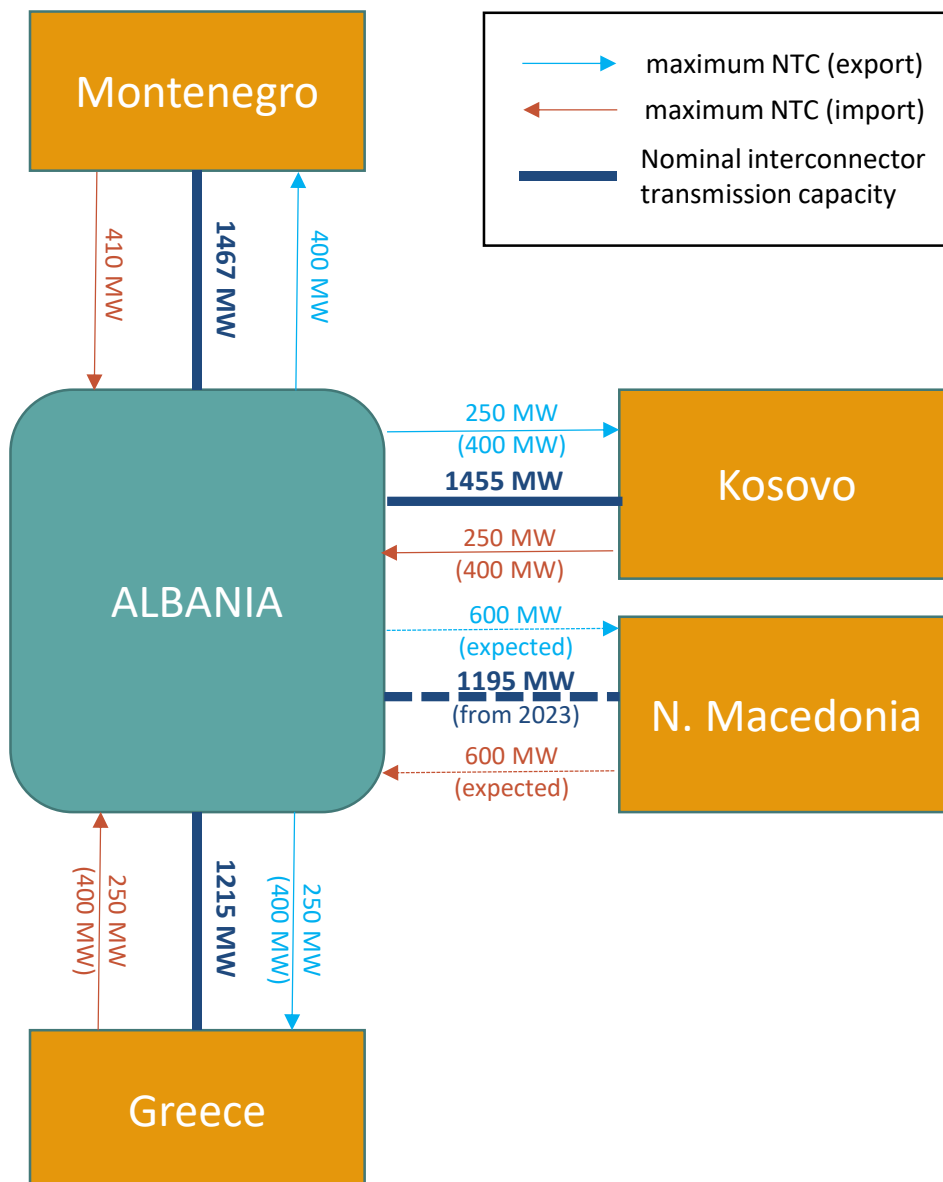 Montenegro
maximum NTC (export)
maximum NTC (import)
Nominal interconnector
transmission capacity
410 MW
1467 MW
400 MW
ALBANIA
250 MW
(400 MW)
1455 MW
250 MW
(400 MW)
Kosovo
600 MW
(expected)
1195 MW
(from 2023)
600 MW
(expected)
N. Macedonia
250 MW
(400 MW)
1215 MW
250 MW
(400 MW)
Greece